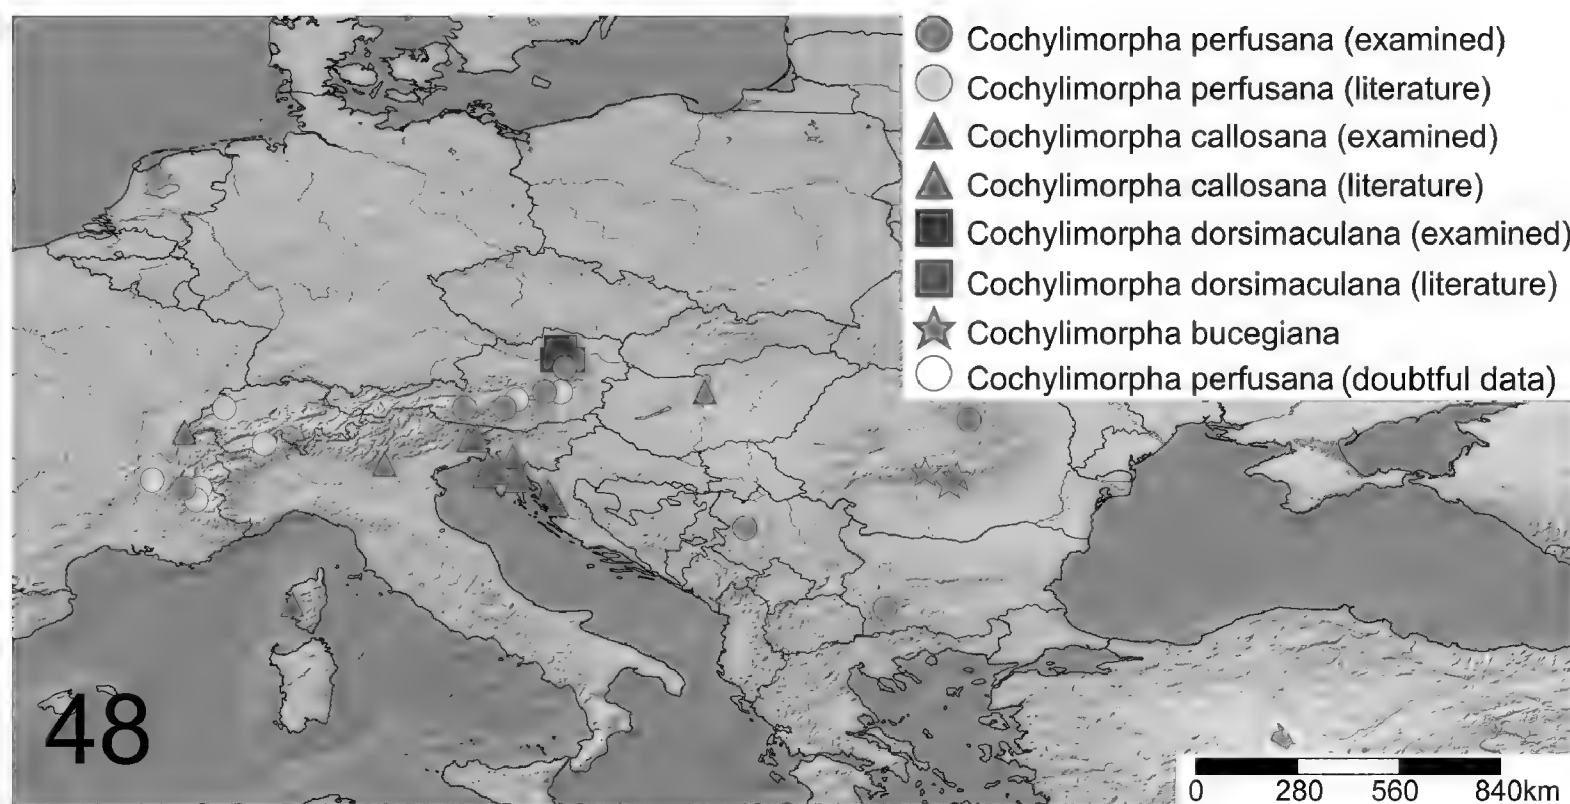 Cochylimorpha perfusana (examined)
Cochylimorpha perfusana (literature)
Cochylimorpha callosana (examined)
Cochylimorpha callosana (literature)
Cochylimorpha dorsimaculana (examined)
Cochylimorpha dorsimaculana (literature)
Cochylimorpha bucegiana
Cochylimorpha perfusana (doubtful data)
48
0 280 560 840km